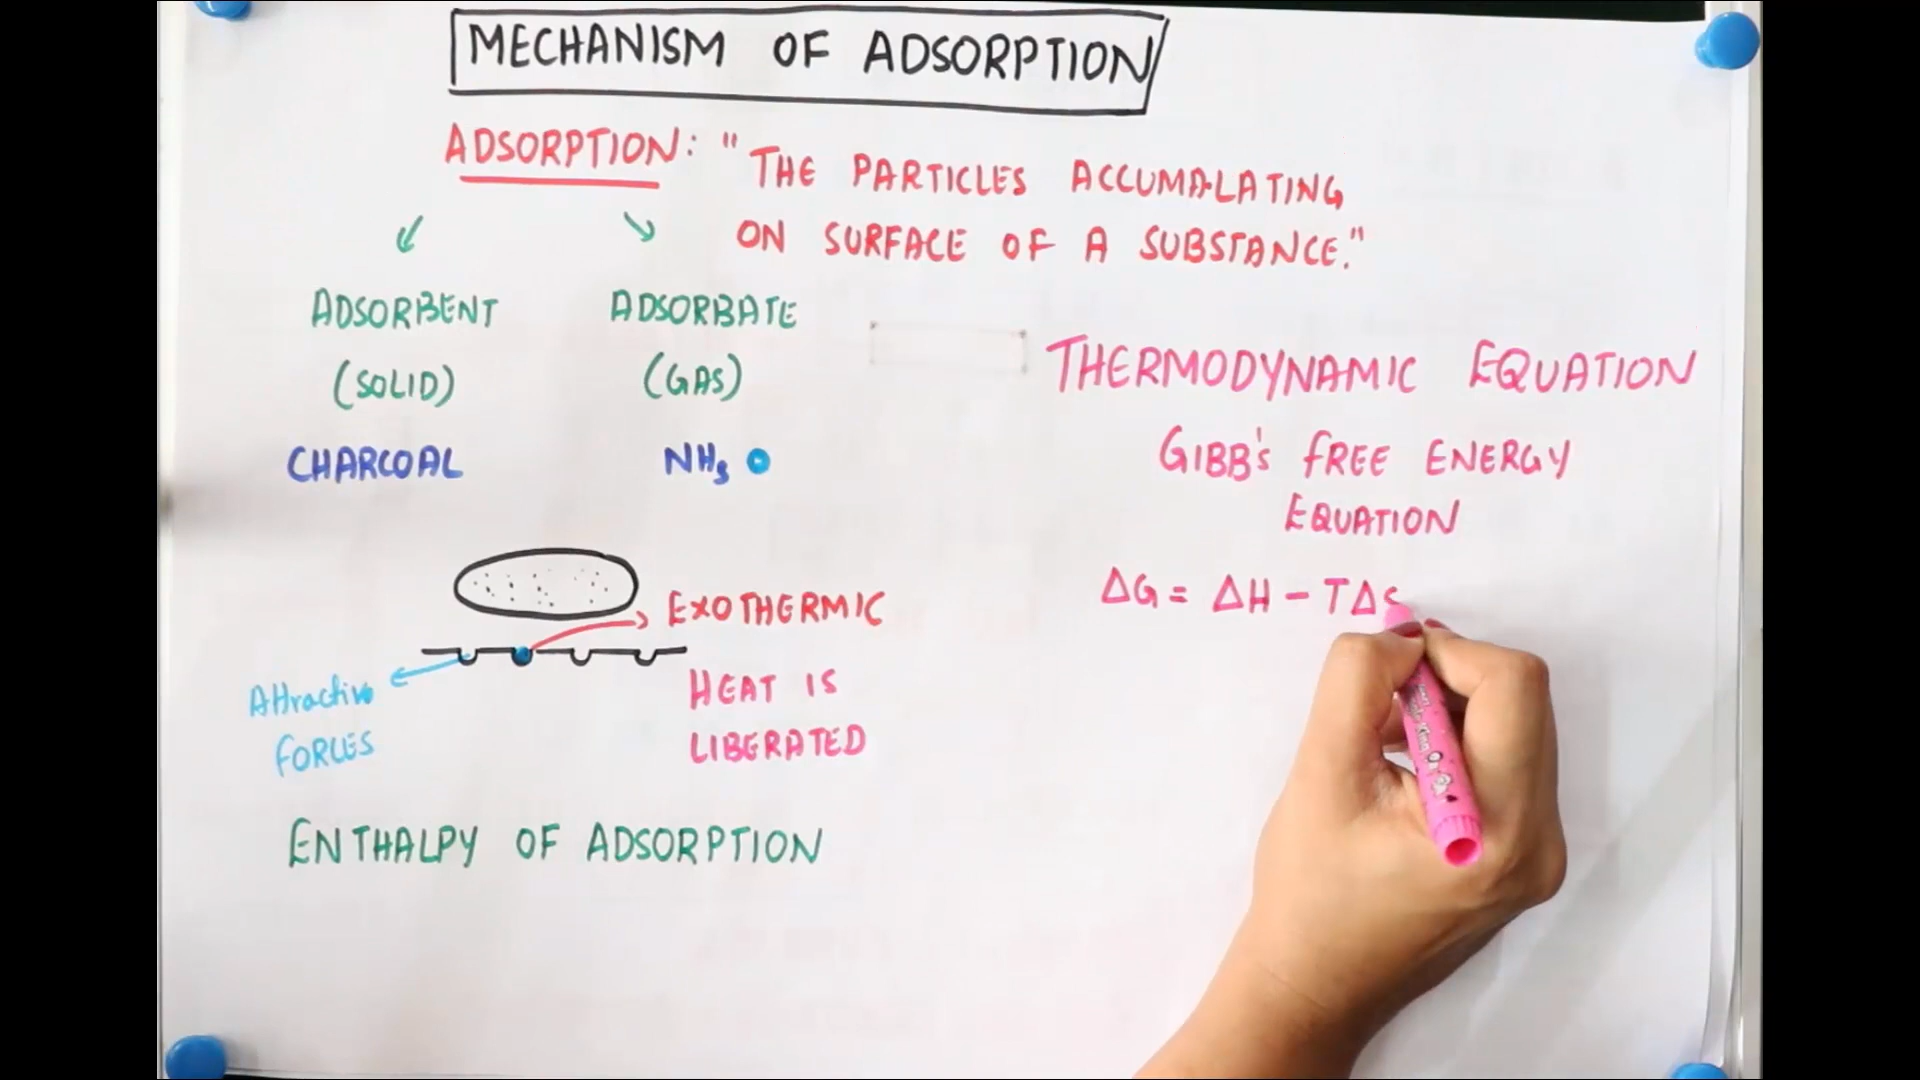 MECHANISM OF ADSORPTION
ADSORPTION: "THE PARTICLES ACCUMALATING
ON SURFACE OF A SUBSTANCE."
ADSORBENT
(SOLID)
CHARCOAL
ADSORBATE
(GAS)
NH3
EXOTHERMIC
HEAT IS
LIBERATED
Attractive
FORCES
ENTHALPY OF ADSORPTION
THERMODYNAMIC EQUATION
GIBB'S FREE ENERGY
EQUATION
ΔG = ΔH - TΔS